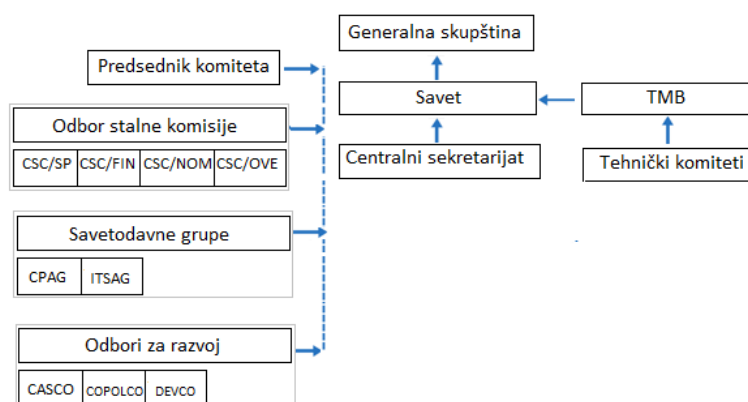 Generalna skupština
Predsednik komiteta
Savet
TMB
Odbor stalne komisije
CSC/SP CSC/FIN CSC/NOM CSC/OVE
Centralni sekretarijat
Tehnički komiteti
Savetodavne grupe
CPAG ITSAG
Odbori za razvoj
CASCO COPOLCO DEVCO